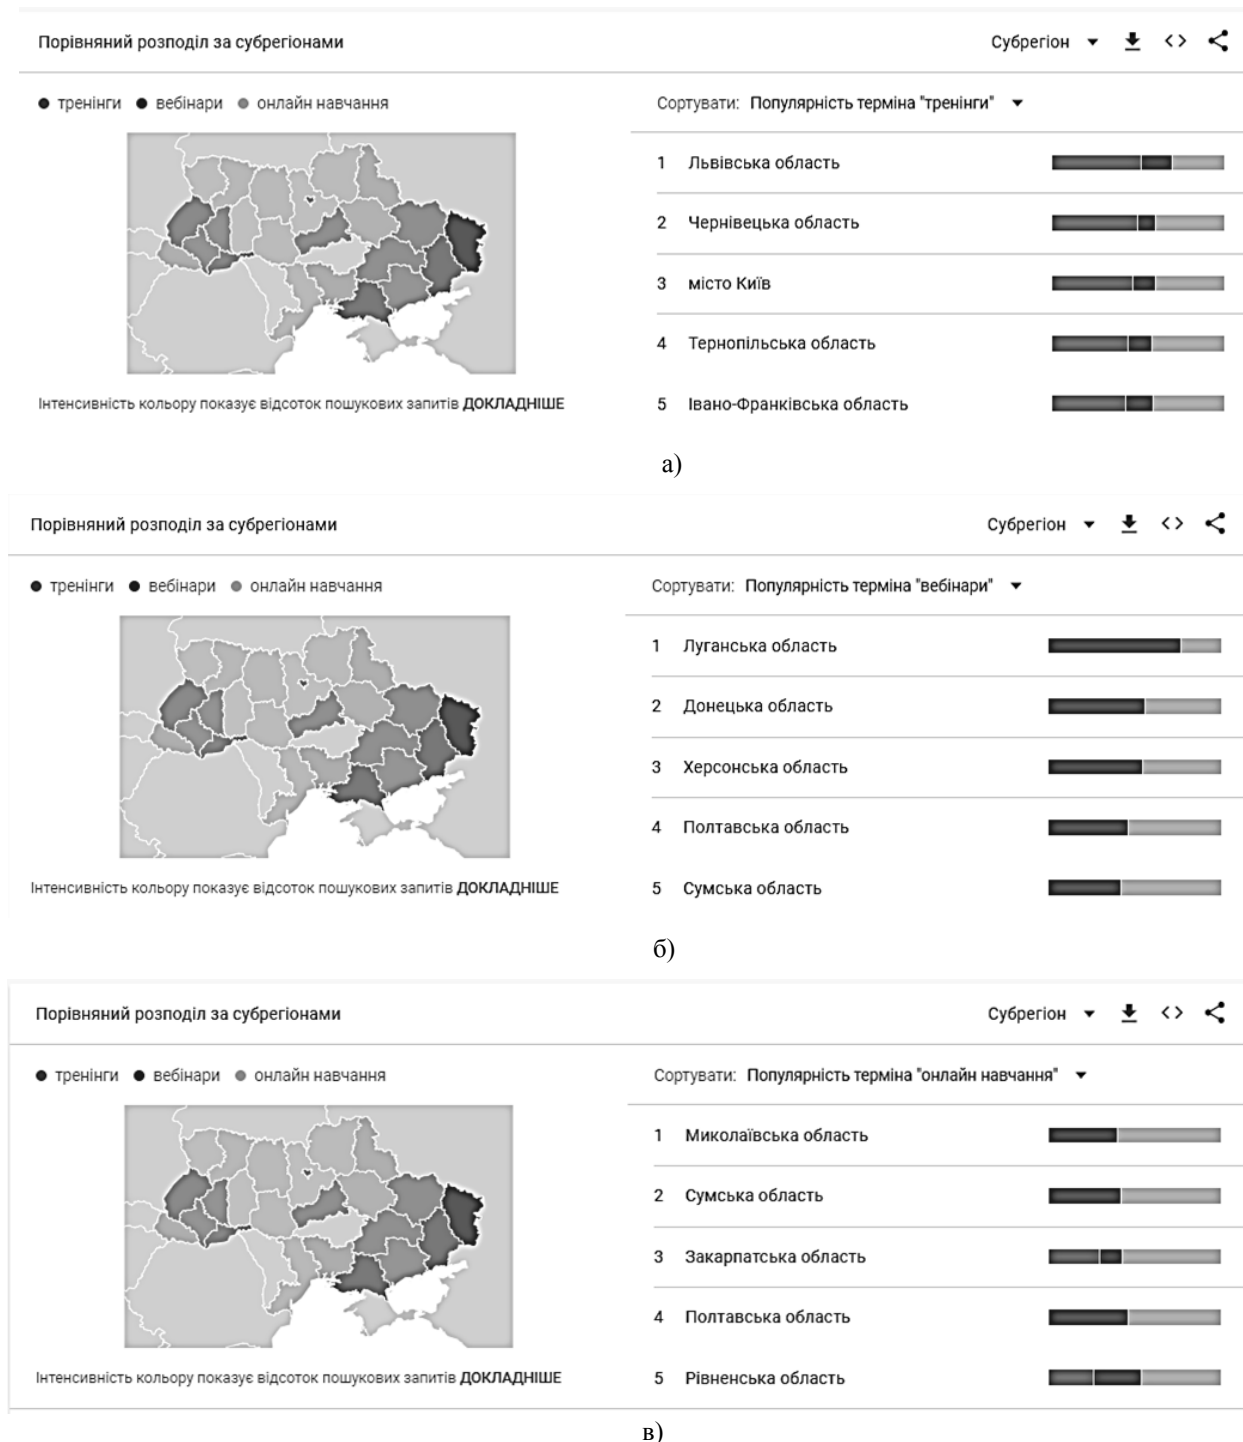 Порівняний розподіл за субрегіонами
Субрегіон
тренінги вебінари онлайн навчання
Сортувати: Популярність терміна "тренінги"
1 Львівська область
2 Чернівецька область
3 місто Київ
4 Тернопільська область
5 Івано-Франківська область
Інтенсивність кольору показує відсоток пошукових запитів ДОКЛАДНІШЕ
а)
Порівняний розподіл за субрегіонами
Субрегіон
тренінги вебінари онлайн навчання
Сортувати: Популярність терміна "вебінари"
1 Луганська область
2 Донецька область
3 Херсонська область
4 Полтавська область
5 Сумська область
Інтенсивність кольору показує відсоток пошукових запитів ДОКЛАДНІШЕ
б)
Порівняний розподіл за субрегіонами
Субрегіон
тренінги вебінари онлайн навчання
Сортувати: Популярність терміна "онлайн навчання"
1 Миколаївська область
2 Сумська область
3 Закарпатська область
4 Полтавська область
5 Рівненська область
Інтенсивність кольору показує відсоток пошукових запитів ДОКЛАДНІШЕ
в)